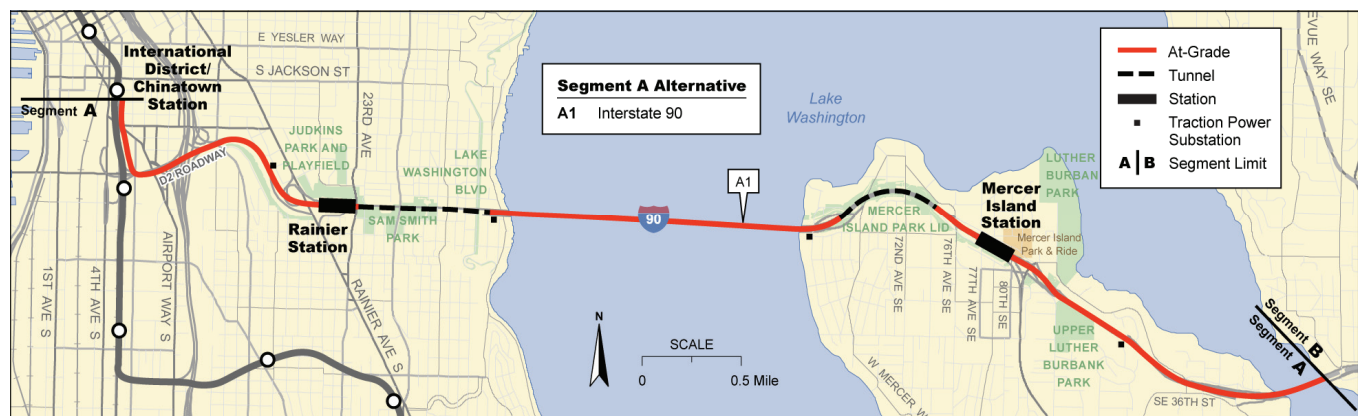 E YESLER WAY
International
District/
Chinatown
Station
S JACKSON ST
Segment A
23RD AVE
JUDKINS
PARK AND
PLAYFIELD
D2 ROADWAY
LAKE
WASHINGTON
BLVD
SAM SMITH
PARK
Rainier
Station
1ST AVE S
4TH AVE S
AIRPORT WAY S
RAINIER AVE S
Segment A Alternative
A1 Interstate 90
Lake
Washington
A1
90
N
SCALE
0 0.5 Mile
LUTHER
BURBANK
PARK
Mercer
Island
Station
MERCER
ISLAND PARK LID
Mercer Island
Park & Ride
72ND AVE SE
76TH AVE SE
77TH AVE SE
80TH SE
W MERCER W
UPPER
LUTHER
BURBANK
PARK
SE 36TH ST
Segment B
Segment A
EVUE WAY SE
At-Grade
Tunnel
Station
Traction Power
Substation
A B Segment Limit